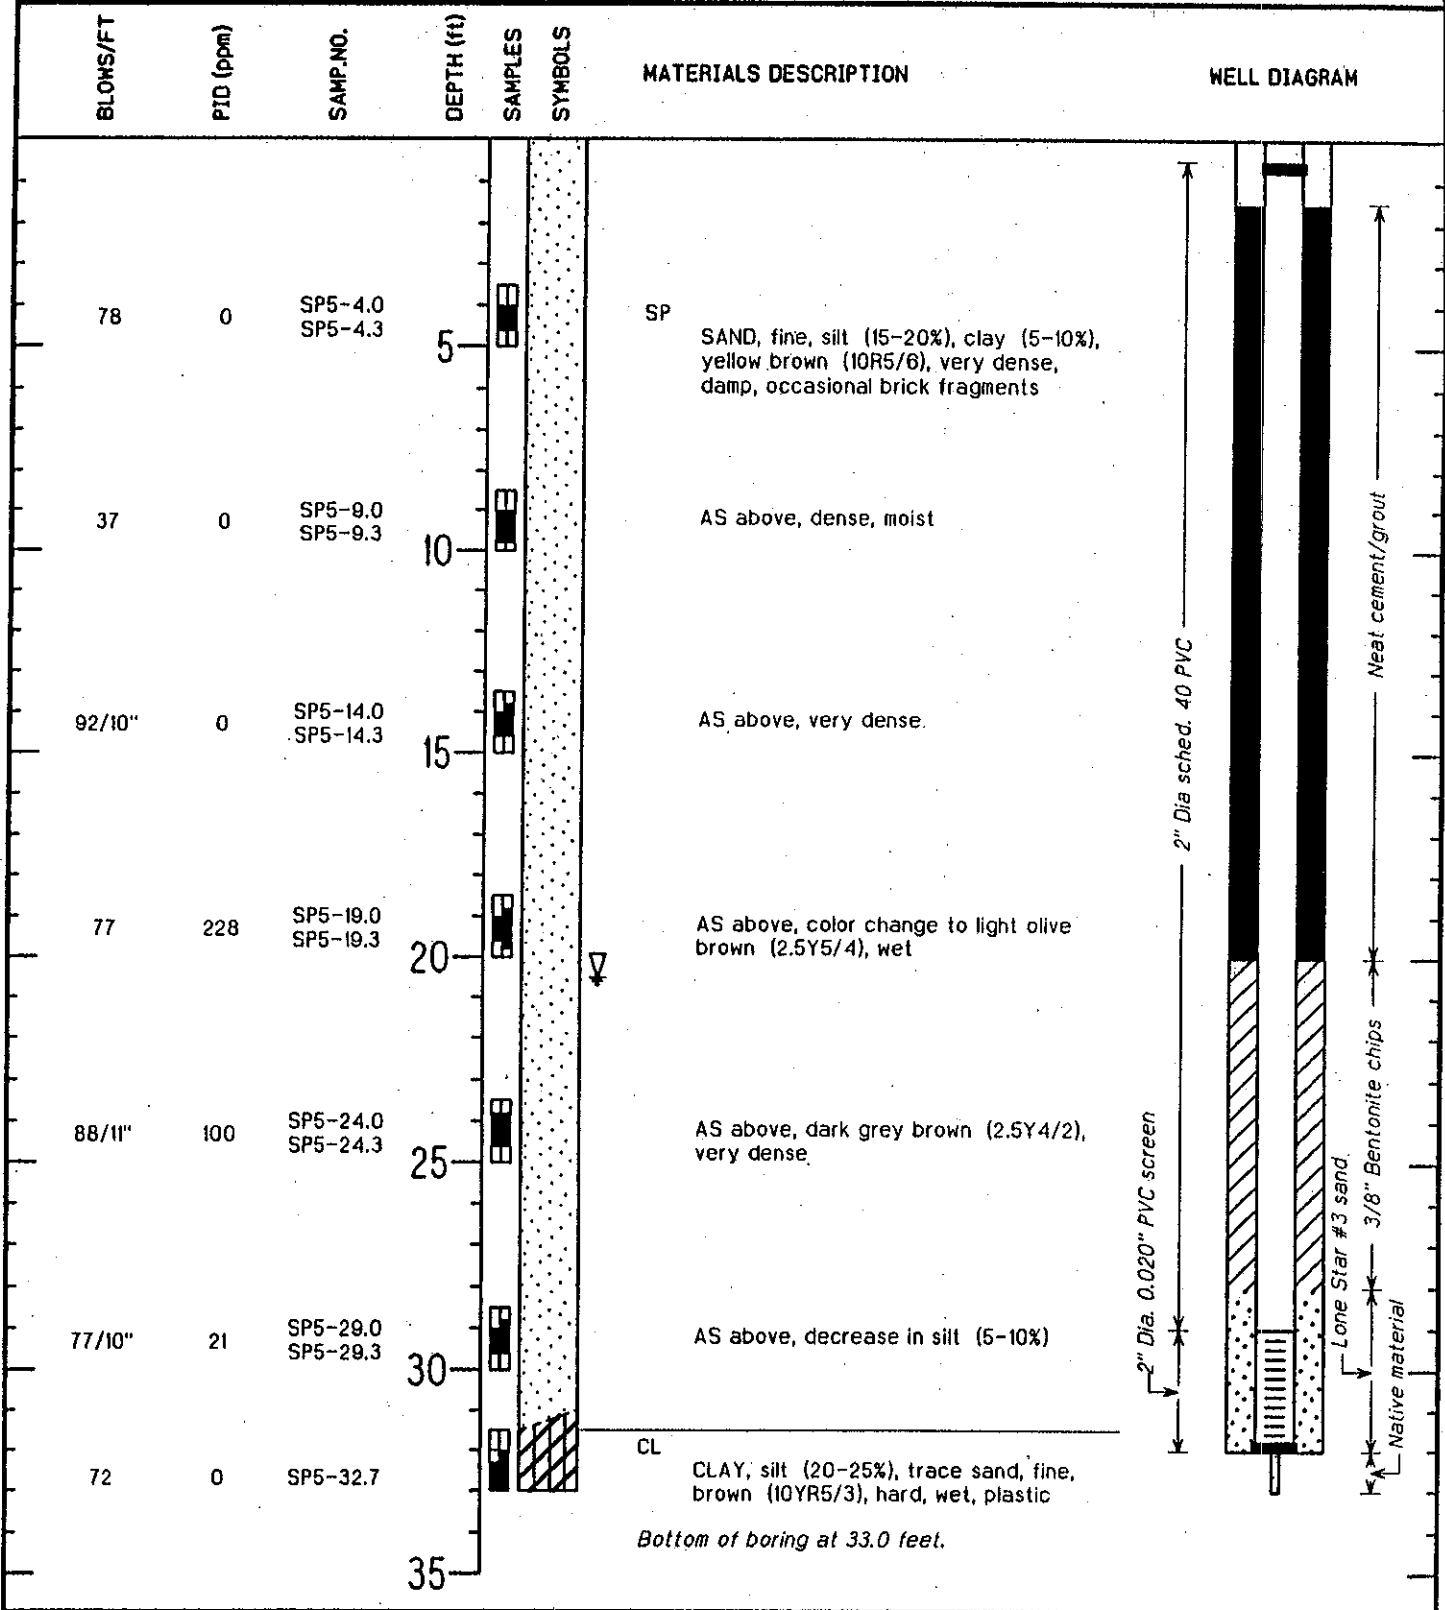 BLOWS/FT
PID (ppm)
SAMP.NO.
DEPTH (ft)
SAMPLES
SYMBOLS
MATERIALS DESCRIPTION
WELL DIAGRAM
78
0
SP5-4.0
SP5-4.3
5
SP
SAND, fine, silt (15-20%), clay (5-10%),
yellow brown (10R5/6), very dense,
damp, occasional brick fragments
37
0
SP5-9.0
SP5-9.3
10
AS above, dense, moist
92/10"
0
SP5-14.0
SP5-14.3
15
AS above, very dense.
77
228
SP5-19.0
SP5-19.3
20
AS above, color change to light olive
brown (2.5Y5/4), wet
88/11"
100
SP5-24.0
SP5-24.3
25
AS above, dark grey brown (2.5Y4/2),
very dense
77/10"
21
SP5-29.0
SP5-29.3
30
AS above, decrease in silt (5-10%)
72
0
SP5-32.7
CL
CLAY, silt (20-25%), trace sand, fine,
brown (10YR5/3), hard, wet, plastic
Bottom of boring at 33.0 feet.
35
2" Dia. 0.020" PVC screen
2" Dia sched. 40 PVC
Lone Star #3 sand
3/8" Bentonite chips
Neat cement/grout
Native material